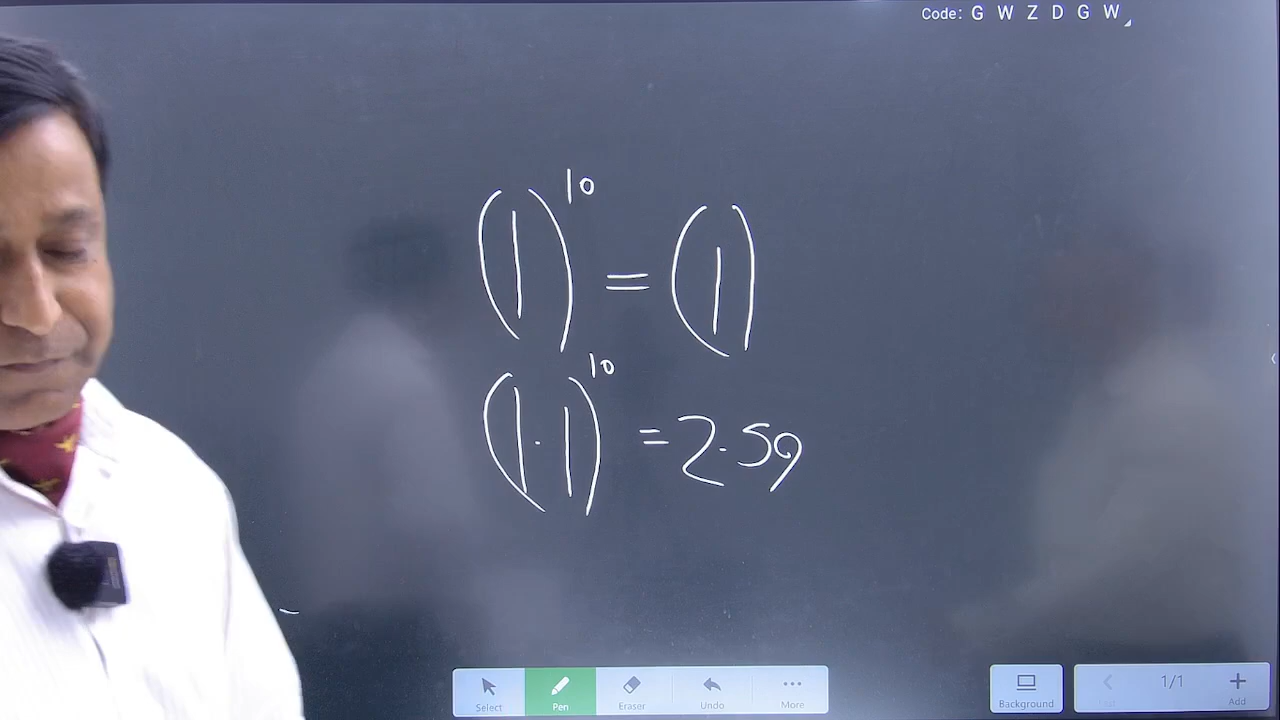 Code: G W Z D G W
(1)¹⁰ = (1)
(1.1)¹⁰ = 2.59
Select Pen Eraser Undo More Background 1/1 Add